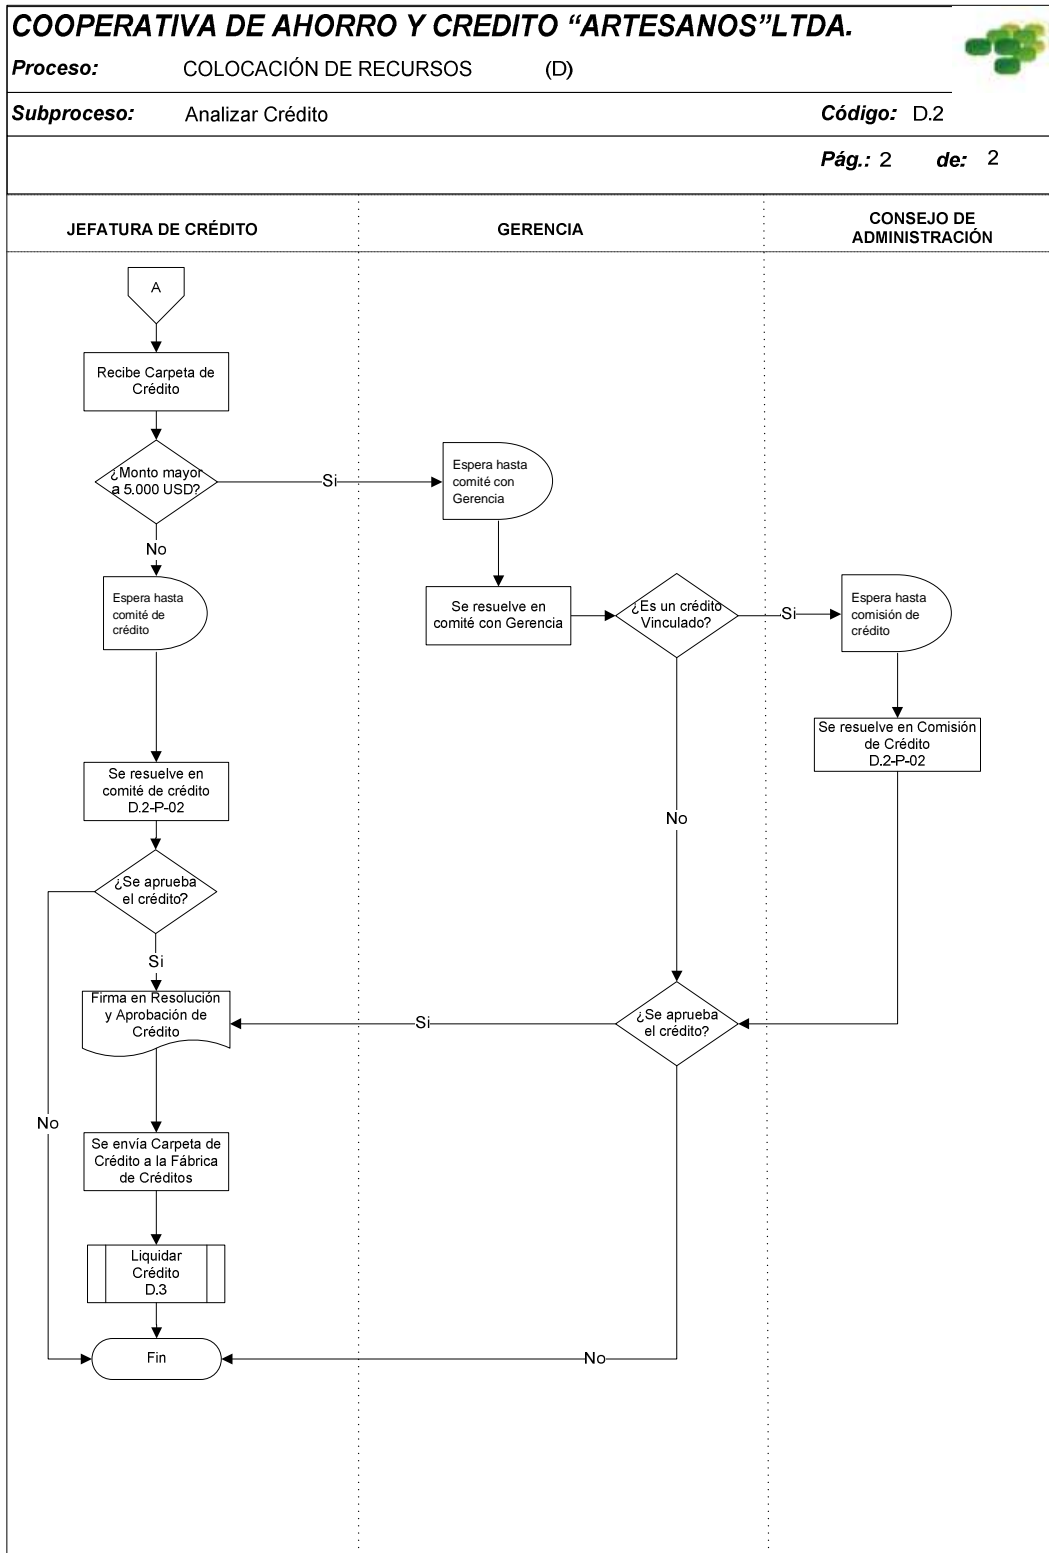 COOPERATIVA DE AHORRO Y CREDITO “ARTESANOS”LTDA.
Proceso: COLOCACIÓN DE RECURSOS (D)
Subproceso: Analizar Crédito Código: D.2
Pág.: 2 de: 2
JEFATURA DE CRÉDITO
GERENCIA
CONSEJO DE
ADMINISTRACIÓN
A
Recibe Carpeta de
Crédito
¿Monto mayor
a 5.000 USD?
Si
Espera hasta
comité con
Gerencia
No
Espera hasta
comité de
crédito
Se resuelve en
comité con Gerencia
¿Es un crédito
Vinculado?
Si
Espera hasta
comisión de
crédito
Se resuelve en Comisión
de Crédito
D.2-P-02
Se resuelve en
comité de crédito
D.2-P-02
No
¿Se aprueba
el crédito?
Si
Firma en Resolución
y Aprobación de
Crédito
Si
¿Se aprueba
el crédito?
No
Se envía Carpeta de
Crédito a la Fábrica
de Créditos
Liquidar
Crédito
D.3
Fin
No